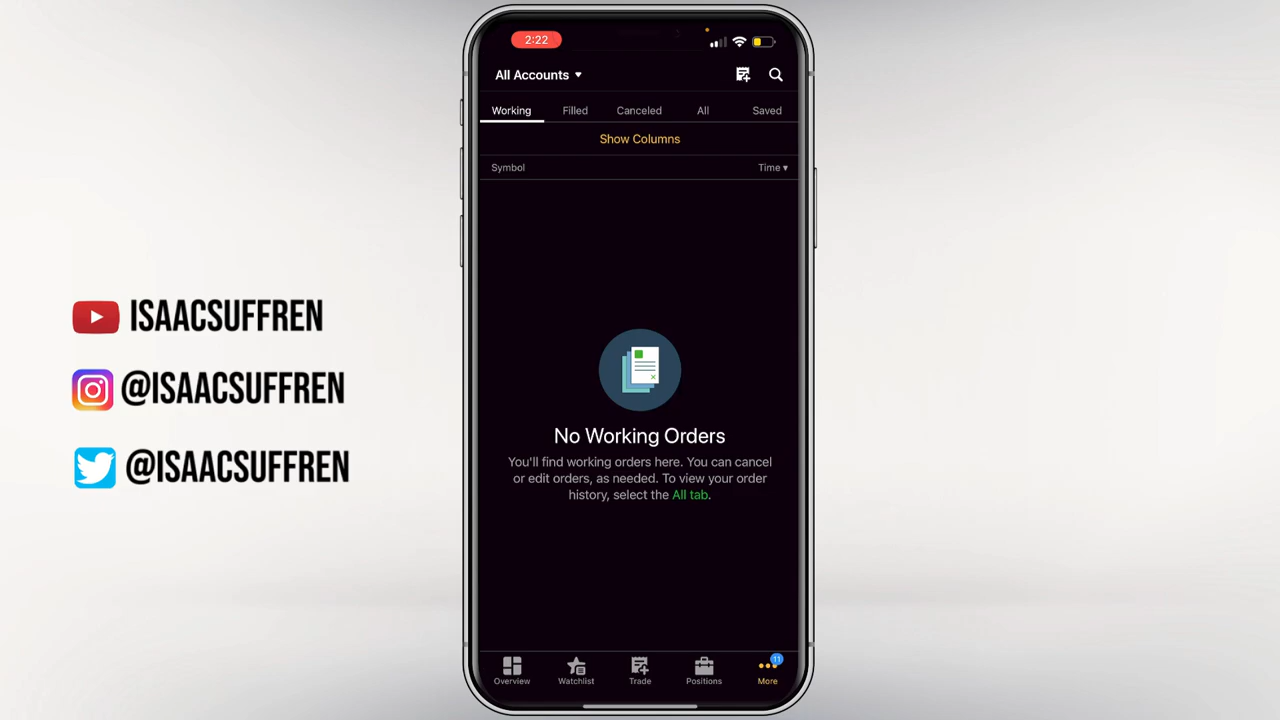 2:22
All Accounts ▾
Working Filled Canceled All Saved
Show Columns
Symbol Time ▾
ISAACSUFFREN
@ISAACSUFFREN
@ISAACSUFFREN
No Working Orders
You'll find working orders here. You can cancel
or edit orders, as needed. To view your order
history, select the All tab.
11
Overview Watchlist Trade Positions More